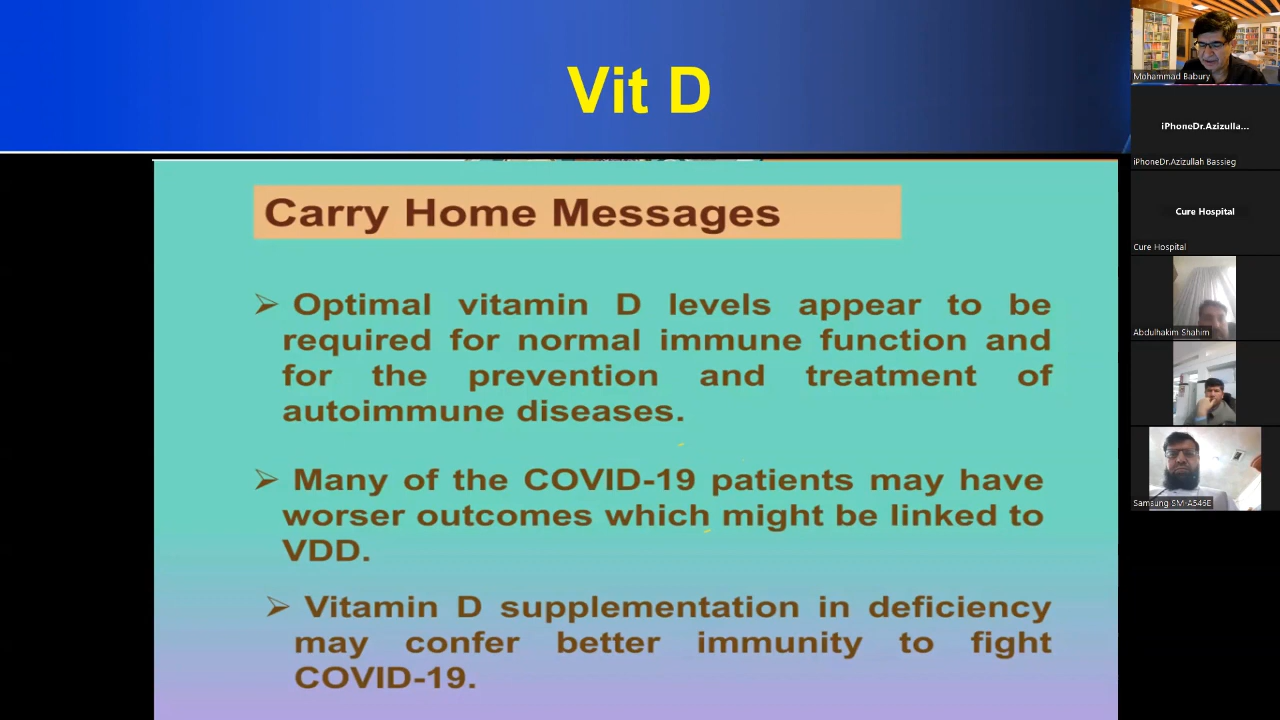 Vit D
Carry Home Messages
➢ Optimal vitamin D levels appear to be
required for normal immune function and
for the prevention and treatment of
autoimmune diseases.
➢ Many of the COVID-19 patients may have
worser outcomes which might be linked to
VDD.
➢ Vitamin D supplementation in deficiency
may confer better immunity to fight
COVID-19.
Mohammad Babury
iPhoneDr.Azizulla...
iPhoneDr.Azizullah Bassieg
Cure Hospital
Cure Hospital
Abdulhakim Shahim
Samsung SM-A546E